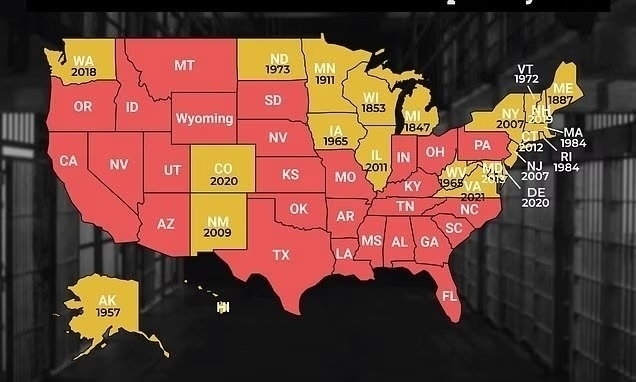 VT
1972
WA
2018
MT
ND
1973
MN
1911
ME
1887
OR
ID
SD
WI
1853
MI
1847
NY
2007
NH
2019
Wyoming
MA
1984
IA
1965
CT
2012
RI
1984
PA
NV
CA
NV
UT
CO
2020
KS
MO
IL
2011
IN
OH
WV
1965
MD
NJ
2007
VA
2021
DE
2020
KY
AZ
NM
2009
OK
AR
TN
NC
SC
TX
LA
MS
AL
GA
FL
AK
1957